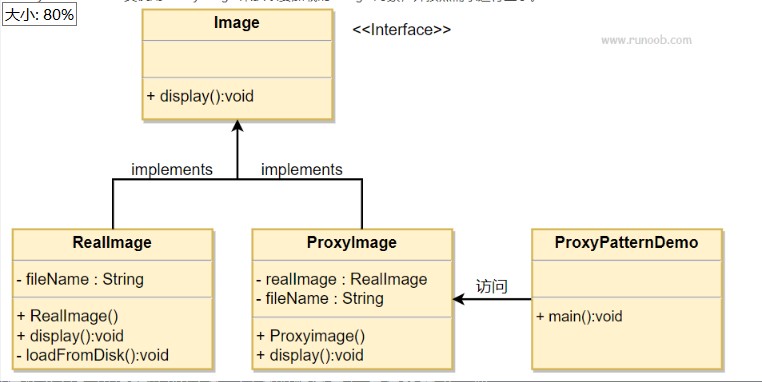 大小: 80%
Image
<<Interface>>
www.runoob.com
+ display():void
implements
implements
RealImage
- fileName : String
+ RealImage()
+ display():void
- loadFromDisk():void
ProxyImage
- realImage : RealImage
- fileName : String
+ Proxyimage()
+ display():void
访问
ProxyPatternDemo
+ main():void